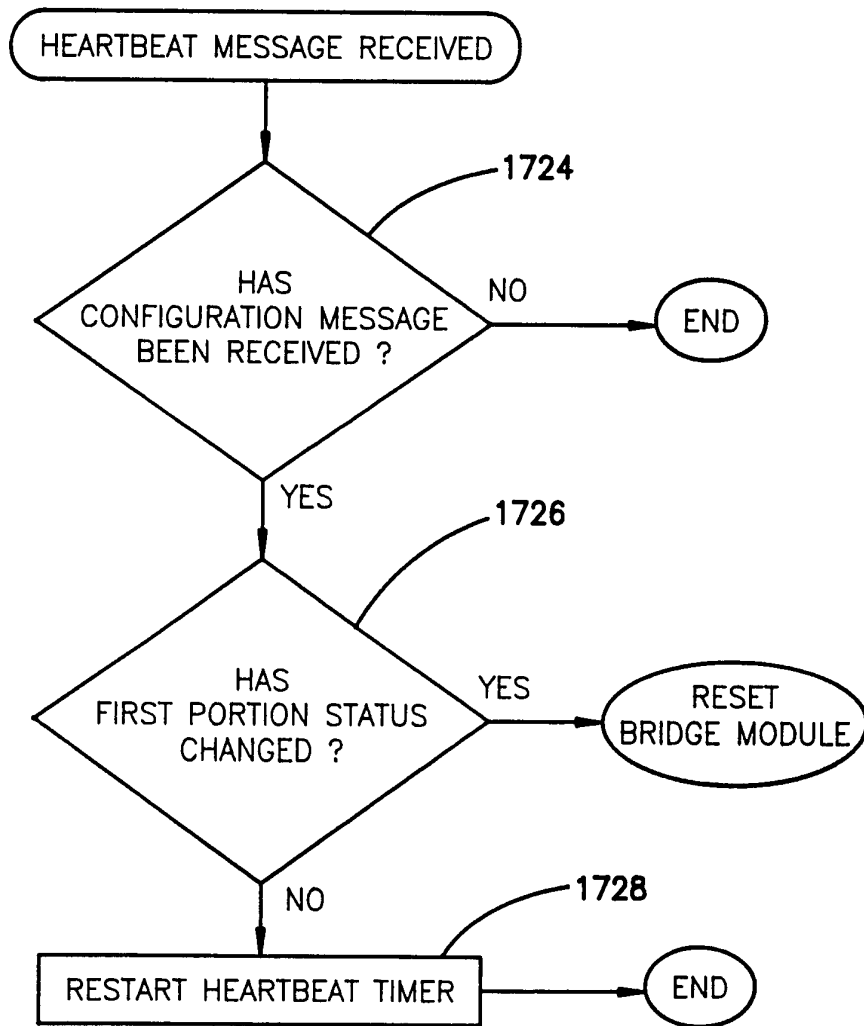 HEARTBEAT MESSAGE RECEIVED
1724
HAS
CONFIGURATION MESSAGE
BEEN RECEIVED ?
NO
END
YES
1726
HAS
FIRST PORTION STATUS
CHANGED ?
YES
RESET
BRIDGE MODULE
NO
1728
RESTART HEARTBEAT TIMER
END